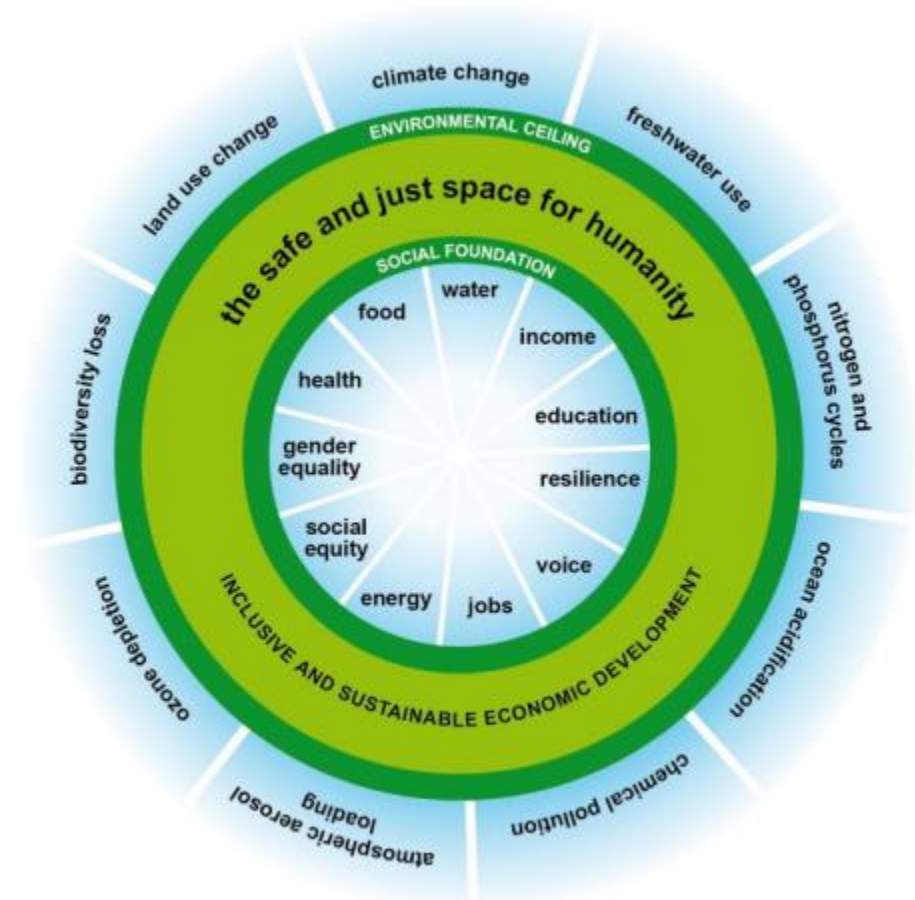 climate change
freshwater use
nitrogen and
phosphorus cycles
ocean acidification
chemical pollution
atmospheric aerosol
loading
ozone depletion
biodiversity loss
land use change
ENVIRONMENTAL CEILING
the safe and just space for humanity
SOCIAL FOUNDATION
water
income
education
resilience
voice
jobs
energy
social
equity
gender
equality
health
food
INCLUSIVE AND SUSTAINABLE ECONOMIC DEVELOPMENT